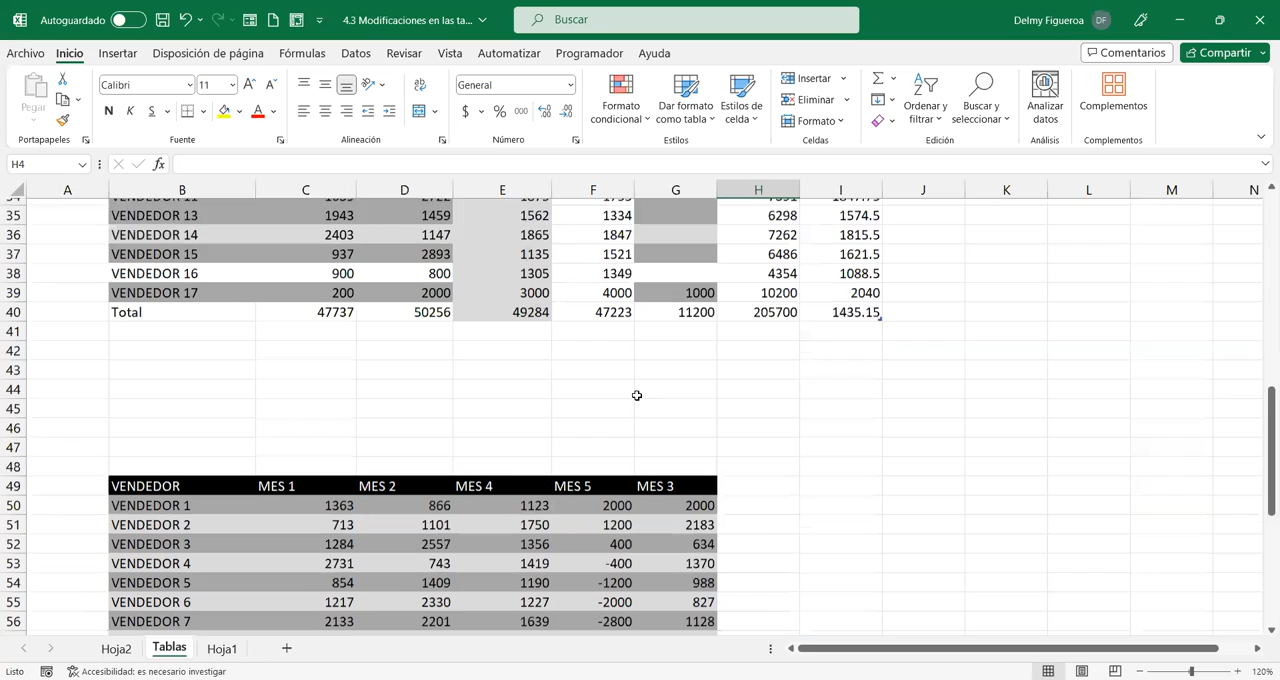 Autoguardado 4.3 Modificaciones en las ta... Buscar Delmy Figueroa DF
Archivo Inicio Insertar Disposición de página Fórmulas Datos Revisar Vista Automatizar Programador Ayuda Comentarios Compartir
Pegar Calibri 11 General Formato condicional Dar formato como tabla Estilos de celda Insertar Eliminar Formato Ordenar y filtrar Buscar y seleccionar Analizar datos Complementos
N K S $ % 000
Portapapeles Fuente Alineación Número Estilos Celdas Edición Análisis Complementos
H4 fx
A B C D E F G H I J K L M N
35 VENDEDOR 13 1943 1459 1562 1334 6298 1574.5
36 VENDEDOR 14 2403 1147 1865 1847 7262 1815.5
37 VENDEDOR 15 937 2893 1135 1521 6486 1621.5
38 VENDEDOR 16 900 800 1305 1349 4354 1088.5
39 VENDEDOR 17 200 2000 3000 4000 1000 10200 2040
40 Total 47737 50256 49284 47223 11200 205700 1435.15
41
42
43
44
45
46
47
48
49 VENDEDOR MES 1 MES 2 MES 4 MES 5 MES 3
50 VENDEDOR 1 1363 866 1123 2000 2000
51 VENDEDOR 2 713 1101 1750 1200 2183
52 VENDEDOR 3 1284 2557 1356 400 634
53 VENDEDOR 4 2731 743 1419 -400 1370
54 VENDEDOR 5 854 1409 1190 -1200 988
55 VENDEDOR 6 1217 2330 1227 -2000 827
56 VENDEDOR 7 2133 2201 1639 -2800 1128
Hoja2 Tablas Hoja1
Listo Accesibilidad: es necesario investigar 120%